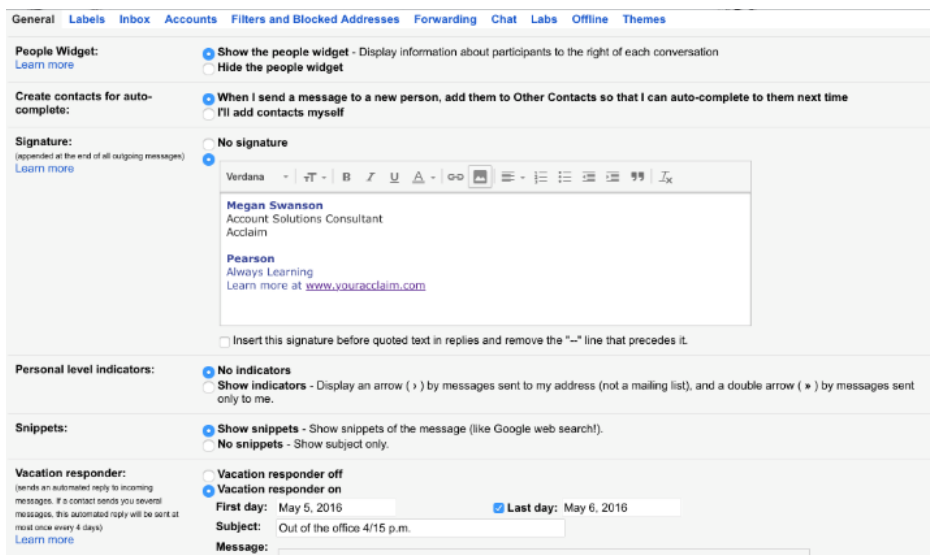 General Labels Inbox Accounts Filters and Blocked Addresses Forwarding Chat Labs Offline Themes
People Widget:
Learn more
Show the people widget - Display information about participants to the right of each conversation
Hide the people widget
Create contacts for auto-
complete:
When I send a message to a new person, add them to Other Contacts so that I can auto-complete to them next time
I'll add contacts myself
Signature:
(appended at the end of all outgoing messages)
Learn more
No signature
Verdana
Megan Swanson
Account Solutions Consultant
Acclaim
Pearson
Always Learning
Learn more at www.youracclaim.com
Insert this signature before quoted text in replies and remove the "--" line that precedes it.
Personal level indicators:
No indicators
Show indicators - Display an arrow ( › ) by messages sent to my address (not a mailing list), and a double arrow ( » ) by messages sent
only to me.
Snippets:
Show snippets - Show snippets of the message (like Google web search!).
No snippets - Show subject only.
Vacation responder:
(sends an automated reply to incoming
messages. If a contact sends you several
messages, this automated reply will be sent at
most once every 4 days)
Learn more
Vacation responder off
Vacation responder on
First day: May 5, 2016 Last day: May 6, 2016
Subject: Out of the office 4/15 p.m.
Message: